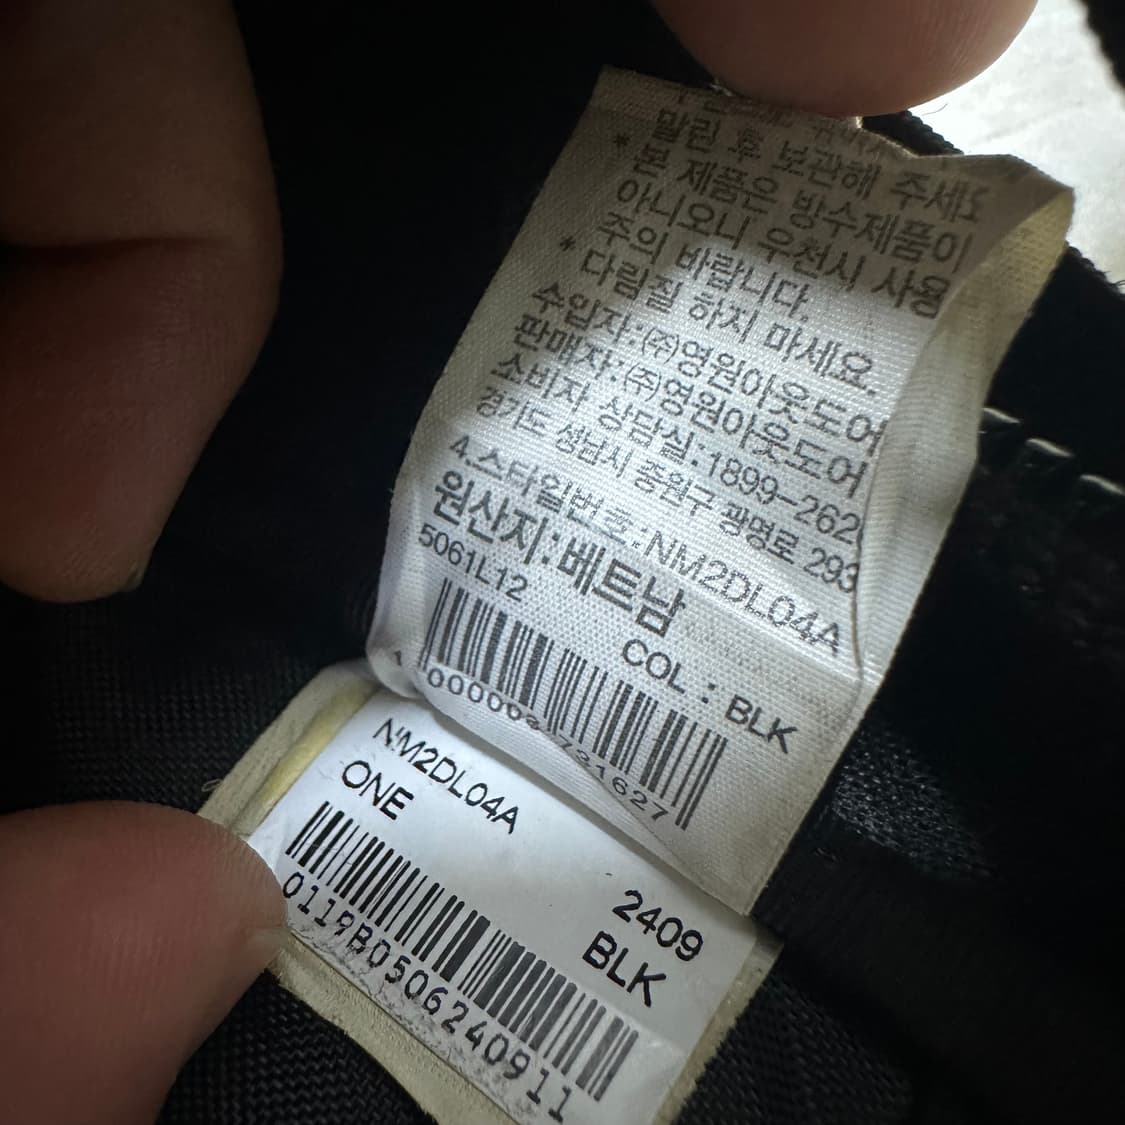 말린 후 보관해 주세요
* 본 제품은 방수제품이
아니오니 우천시 사용
주의 바랍니다.
* 다림질 하지 마세요.
수입자:㈜영원아웃도어
판매자:㈜영원아웃도어
소비자 상담실:1899-262
경기도 성남시 중원구 광명로 293
4.스타일번호:NM2DL04A
원산지:베트남
5061L12
COL : BLK
NM2DL04A
ONE
2409
BLK
0119B0506240911